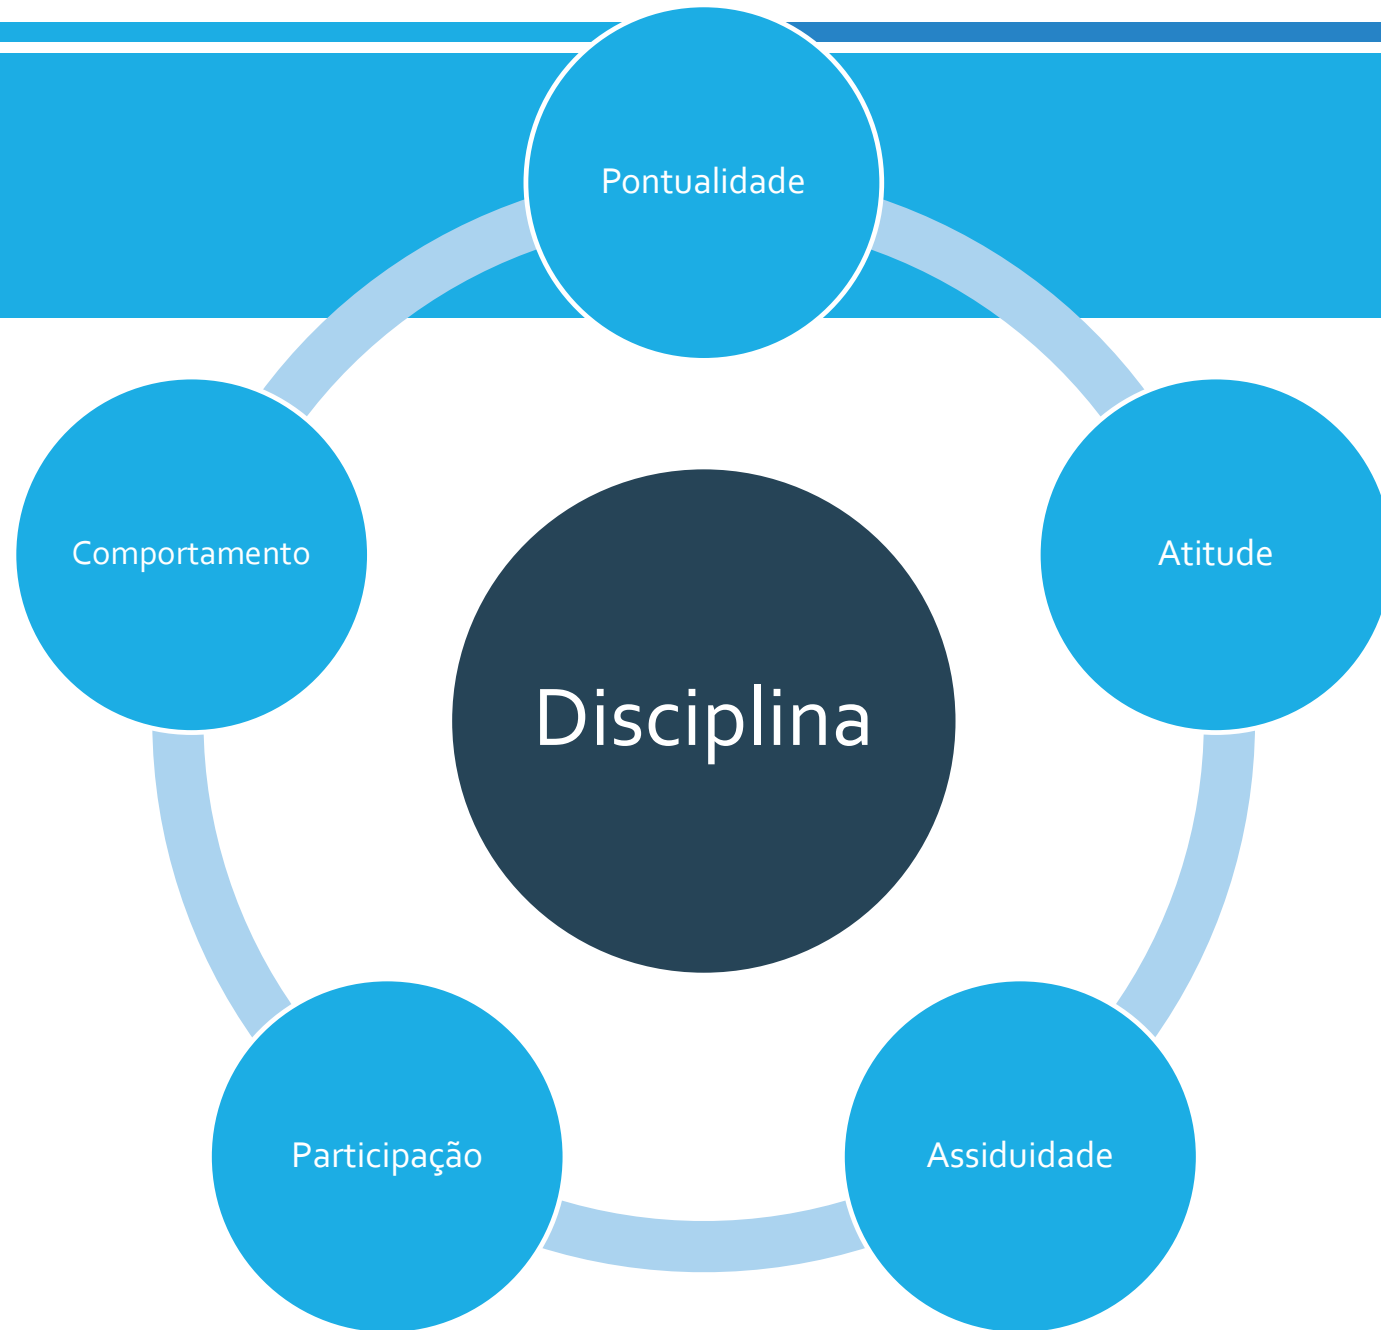 Pontualidade
Comportamento
Atitude
Disciplina
Participação
Assiduidade